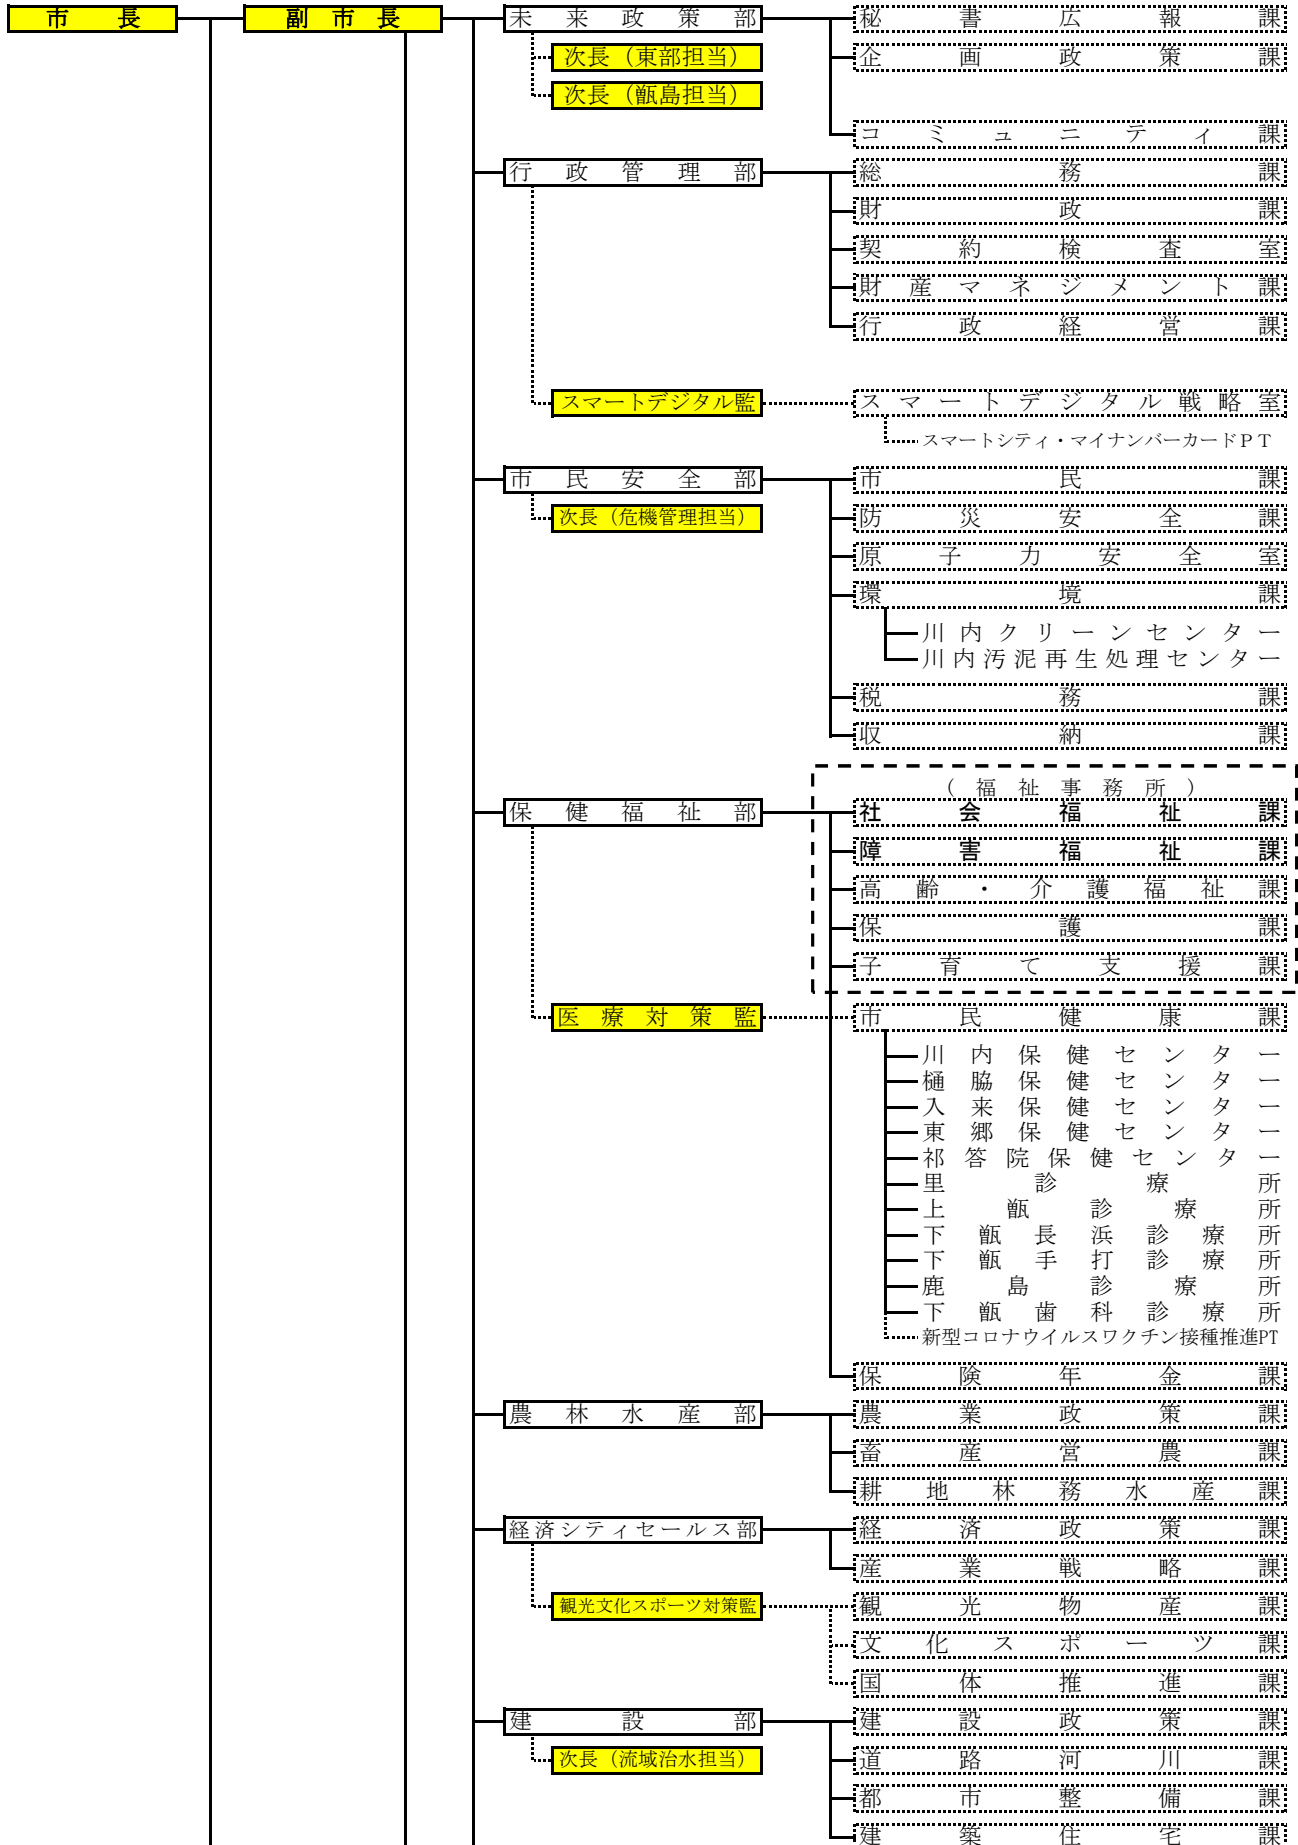 市長 副市長 未来政策部 秘書広報課
次長（東部担当） 企画政策課
次長（甑島担当）
コミュニティ課
行政管理部 総務課
財政課
契約検査室
財産マネジメント課
行政経営課
スマートデジタル監 スマートデジタル戦略室
スマートシティ・マイナンバーカードＰＴ
市民安全部 市民課
次長（危機管理担当） 防災安全課
原子力安全室
環境課
川内クリーンセンター
川内汚泥再生処理センター
税務課
収納課
（福祉事務所）
保健福祉部 社会福祉課
障害福祉課
高齢・介護福祉課
保護課
子育て支援課
医療対策監 市民健康課
川内保健センター
樋脇保健センター
入来保健センター
東郷保健センター
祁答院保健センター
里診療所
上甑診療所
下甑長浜診療所
下甑手打診療所
鹿島診療所
下甑歯科診療所
新型コロナウイルスワクチン接種推進PT
保険年金課
農林水産部 農業政策課
畜産営農課
耕地林務水産課
経済シティセールス部 経済政策課
産業戦略課
観光文化スポーツ対策監 観光物産課
文化スポーツ課
国体推進課
建設部 建設政策課
次長（流域治水担当） 道路河川課
都市整備課
建築住宅課